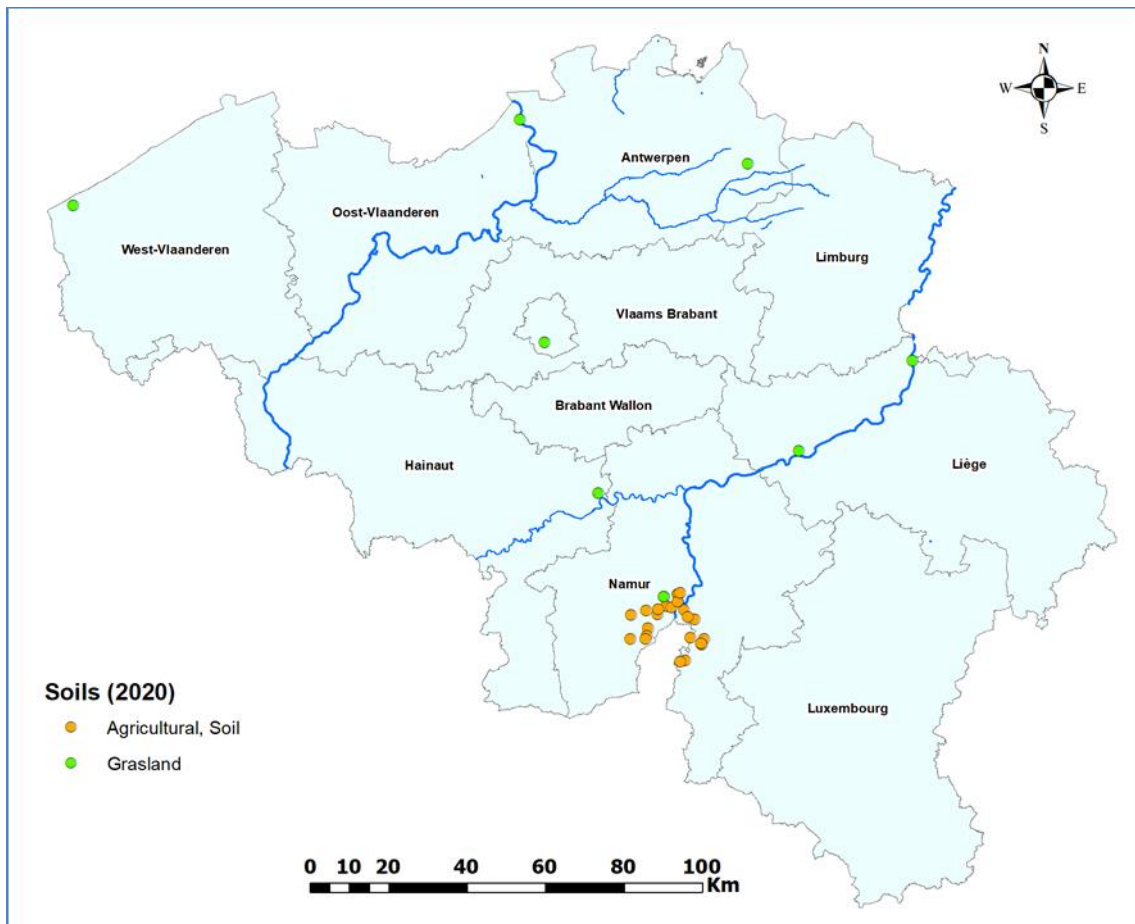 N
W E
S
Antwerpen
Oost-Vlaanderen
West-Vlaanderen
Limburg
Vlaams Brabant
Brabant Wallon
Hainaut
Liège
Namur
Luxembourg
Soils (2020)
Agricultural, Soil
Grasland
0 10 20 40 60 80 100
Km